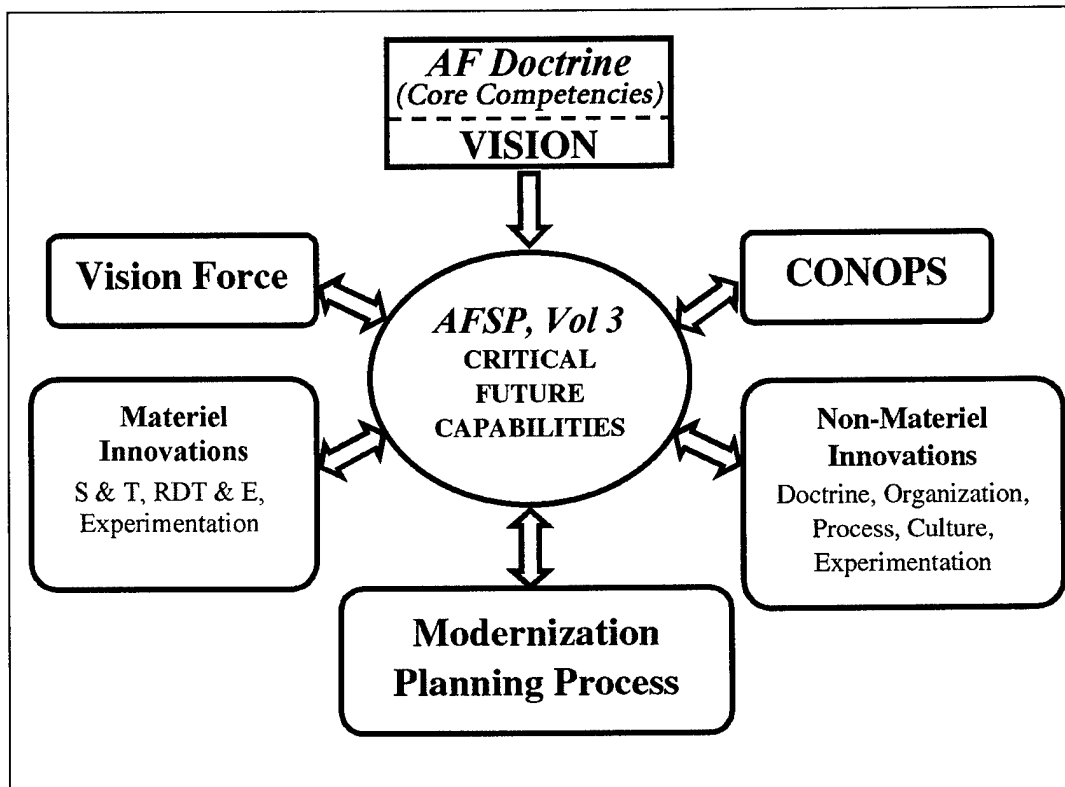 AF Doctrine
(Core Competencies)
VISION
Vision Force
CONOPS
AFSP, Vol 3
CRITICAL
FUTURE
CAPABILITIES
Materiel
Innovations
S & T, RDT & E,
Experimentation
Non-Materiel
Innovations
Doctrine, Organization,
Process, Culture,
Experimentation
Modernization
Planning Process